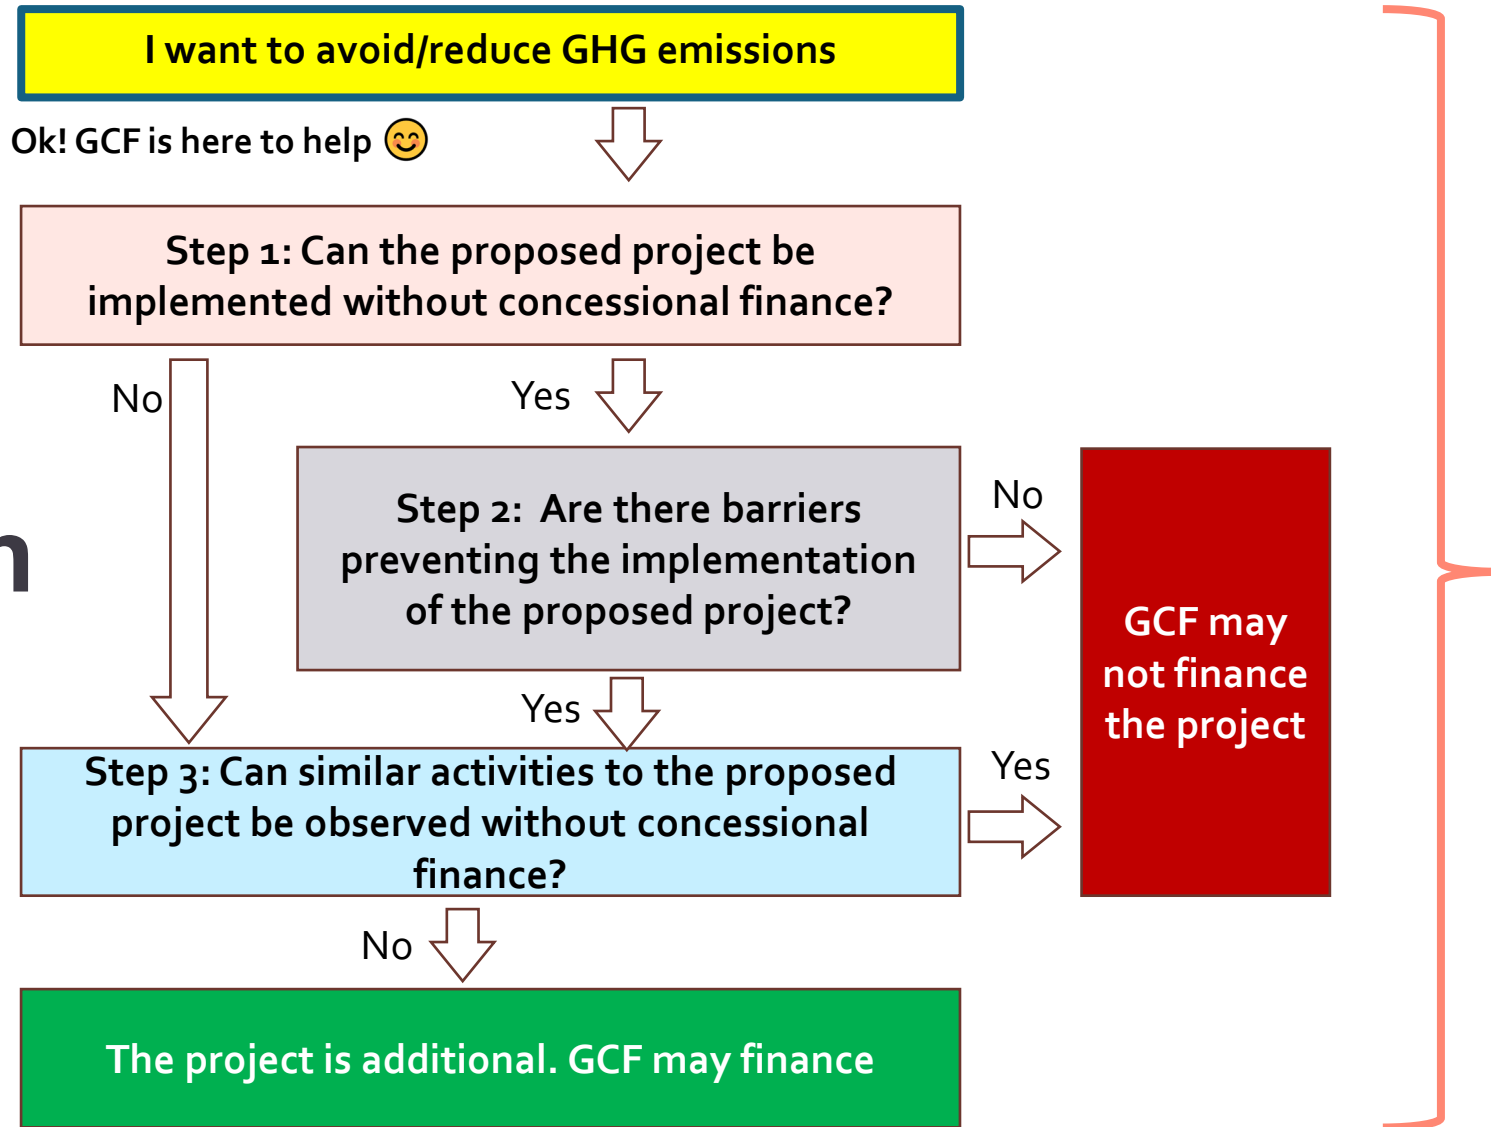 I want to avoid/reduce GHG emissions
Ok! GCF is here to help 😊
Step 1: Can the proposed project be
implemented without concessional finance?
No
Yes
Step 2: Are there barriers
preventing the implementation
of the proposed project?
No
GCF may
not finance
the project
Yes
Step 3: Can similar activities to the proposed
project be observed without concessional
finance?
Yes
No
The project is additional. GCF may finance